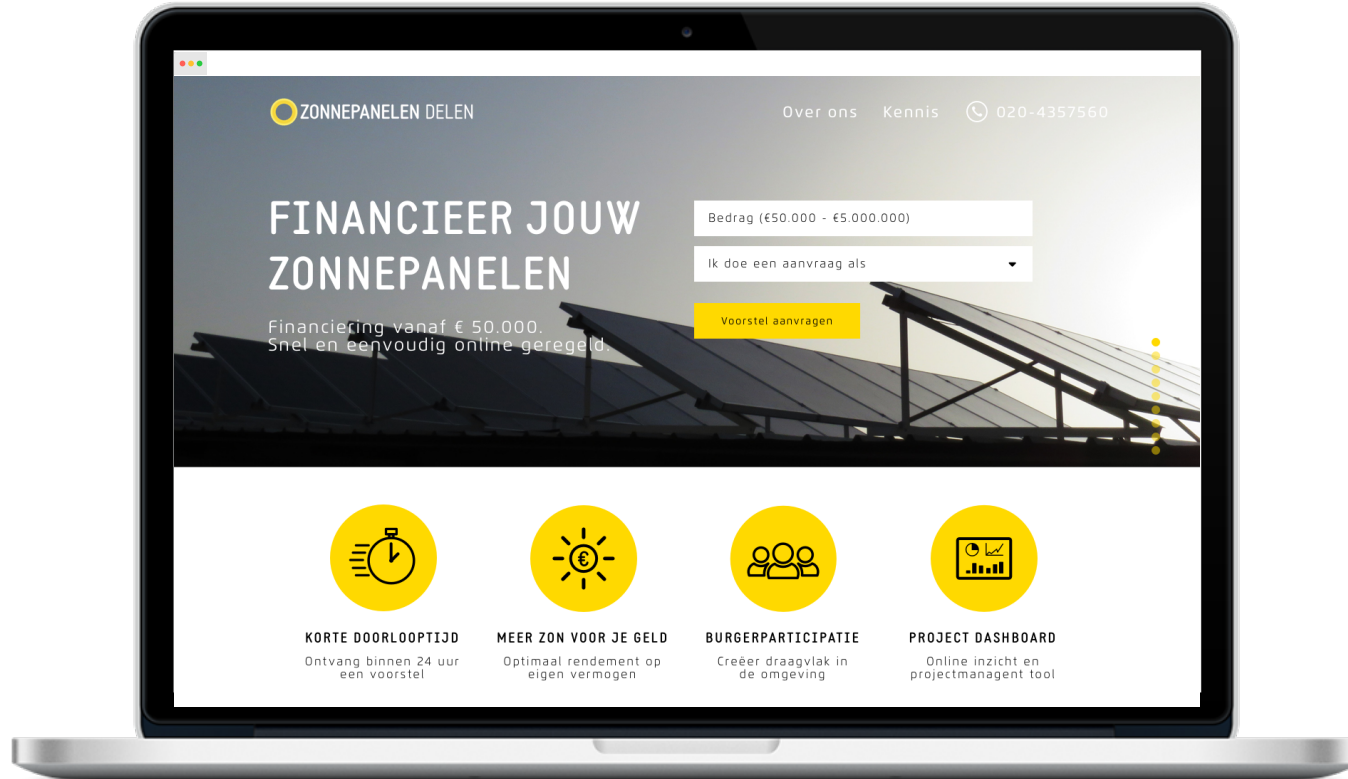 ZONNEPANELEN DELEN
Over ons
Kennis
020-4357560
FINANCIEER JOUW
ZONNEPANELEN
Financiering vanaf € 50.000.
Snel en eenvoudig online geregeld.
Bedrag (€50.000 - €5.000.000)
Ik doe een aanvraag als
Voorstel aanvragen
€
KORTE DOORLOOPTIJD
Ontvang binnen 24 uur
een voorstel
MEER ZON VOOR JE GELD
Optimaal rendement op
eigen vermogen
BURGERPARTICIPATIE
Creëer draagvlak in
de omgeving
PROJECT DASHBOARD
Online inzicht en
projectmanagent tool